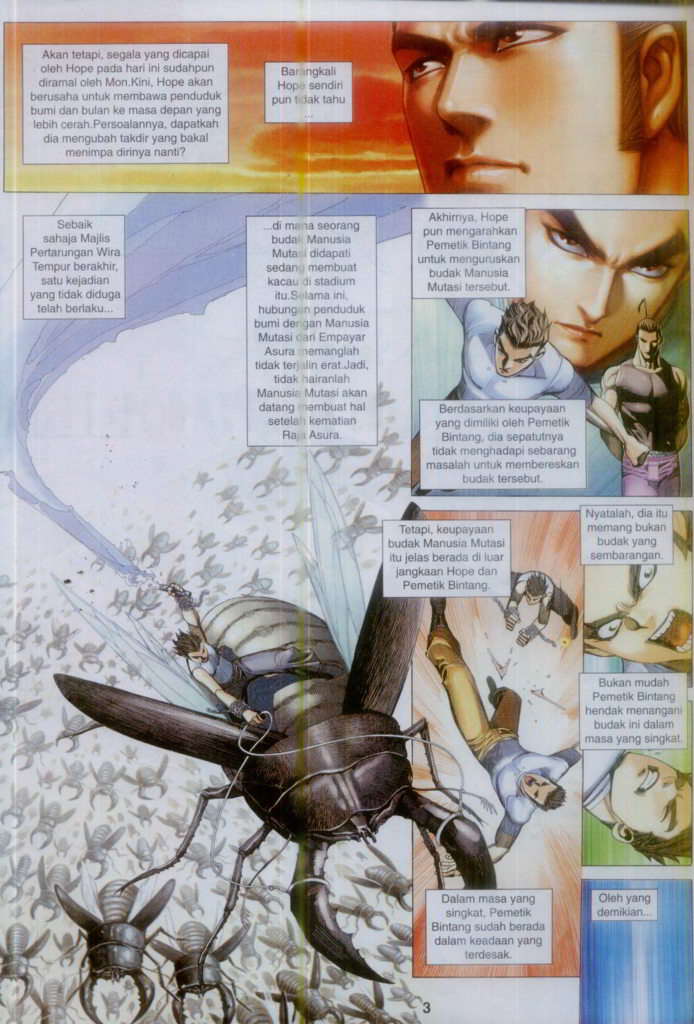 Akan tetapi, segala yang dicapai
oleh Hope pada hari ini sudahpun
diramal oleh Mon.Kini, Hope akan
berusaha untuk membawa penduduk
bumi dan bulan ke masa depan yang
lebih cerah.Persoalannya, dapatkah
dia mengubah takdir yang bakal
menimpa dirinya nanti?
Barangkali
Hope sendiri
pun tidak tahu
...
Sebaik
sahaja Majlis
Pertarungan Wira
Tempur berakhir,
satu kejadian
yang tidak diduga
telah berlaku...
...di mana seorang
budak Manusia
Mutasi didapati
sedang membuat
kacau di stadium
itu.Selama ini,
hubungan penduduk
bumi dengan Manusia
Mutasi dari Empayar
Asura memanglah
tidak terjalin erat.Jadi,
tidak hairanlah
Manusia Mutasi akan
datang membuat hal
setelah kematian
Raja Asura.
Akhirnya, Hope
pun mengarahkan
Pemetik Bintang
untuk menguruskan
budak Manusia
Mutasi tersebut.
Berdasarkan keupayaan
yang dimiliki oleh Pemetik
Bintang, dia sepatutnya
tidak menghadapi sebarang
masalah untuk membereskan
budak tersebut.
Tetapi, keupayaan
budak Manusia Mutasi
itu jelas berada di luar
jangkaan Hope dan
Pemetik Bintang.
Nyatalah, dia itu
memang bukan
budak yang
sembarangan.
Bukan mudah
Pemetik Bintang
hendak menangani
budak ini dalam
masa yang singkat.
Dalam masa yang
singkat, Pemetik
Bintang sudah berada
dalam keadaan yang
terdesak.
Oleh yang
demikian...
3